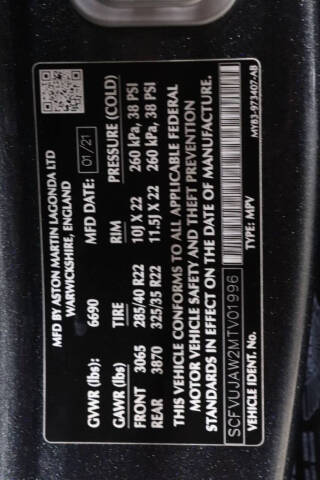 MFD BY ASTON MARTIN LAGONDA LTD
WARWICKSHIRE, ENGLAND
GVWR (lbs): 6690 MFD DATE: 01/21
GAWR (lbs): TIRE RIM PRESSURE (COLD)
FRONT 3065 285/40 R22 10J X 22 260 kPa, 38 PSI
REAR 3870 325/35 R22 11.5J X 22 260 kPa, 38 PSI
THIS VEHICLE CONFORMS TO ALL APPLICABLE FEDERAL
MOTOR VEHICLE SAFETY AND THEFT PREVENTION
STANDARDS IN EFFECT ON THE DATE OF MANUFACTURE.
SCFVUJAW2MTV01996
VEHICLE IDENT. No. TYPE: MPV
MY63-973407-AB